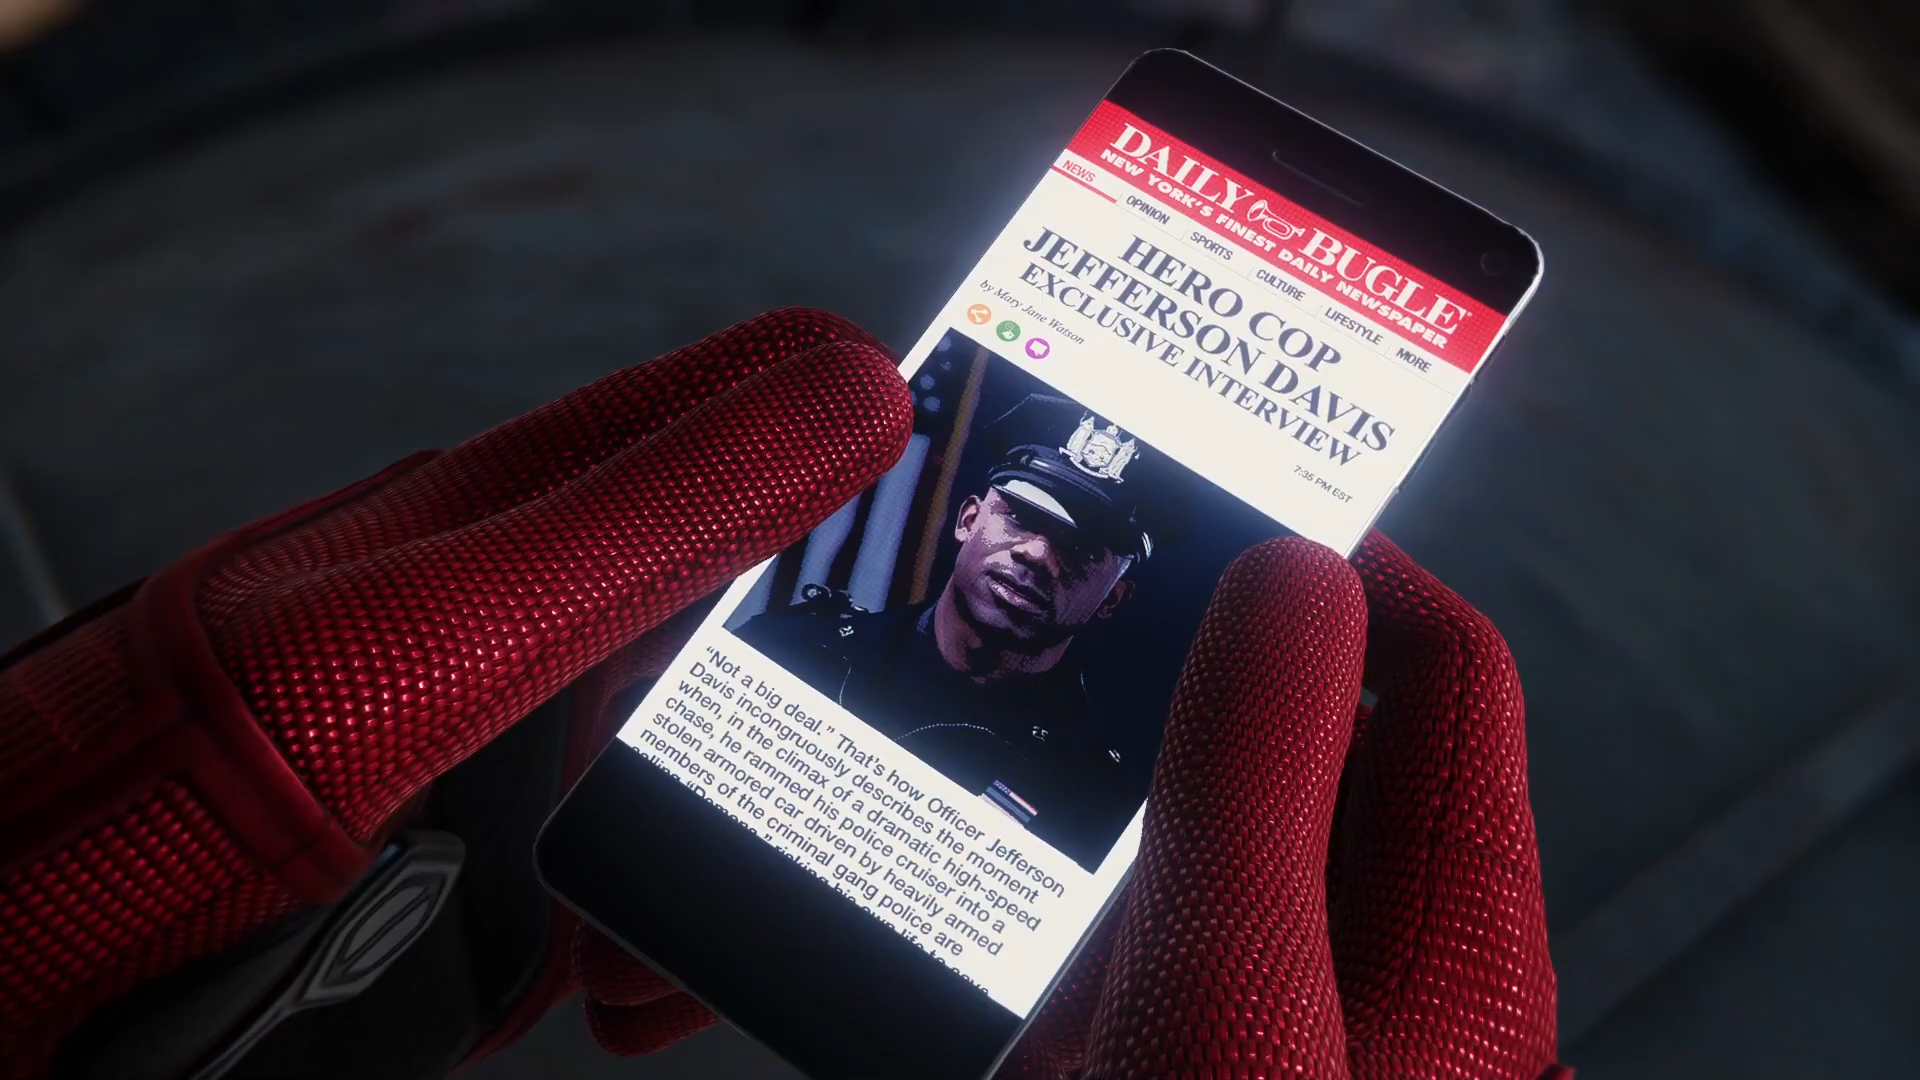 DAILY BUGLE
NEW YORK'S FINEST DAILY NEWSPAPER
NEWS OPINION SPORTS CULTURE LIFESTYLE MORE
HERO COP
JEFFERSON DAVIS
EXCLUSIVE INTERVIEW
by Mary Jane Watson
7:35 PM EST
“Not a big deal.” That's how Officer Jefferson
Davis incongruously describes the moment
when, in the climax of a dramatic high-speed
chase, he rammed his police cruiser into a
stolen armored car driven by heavily armed
members of the criminal gang police are